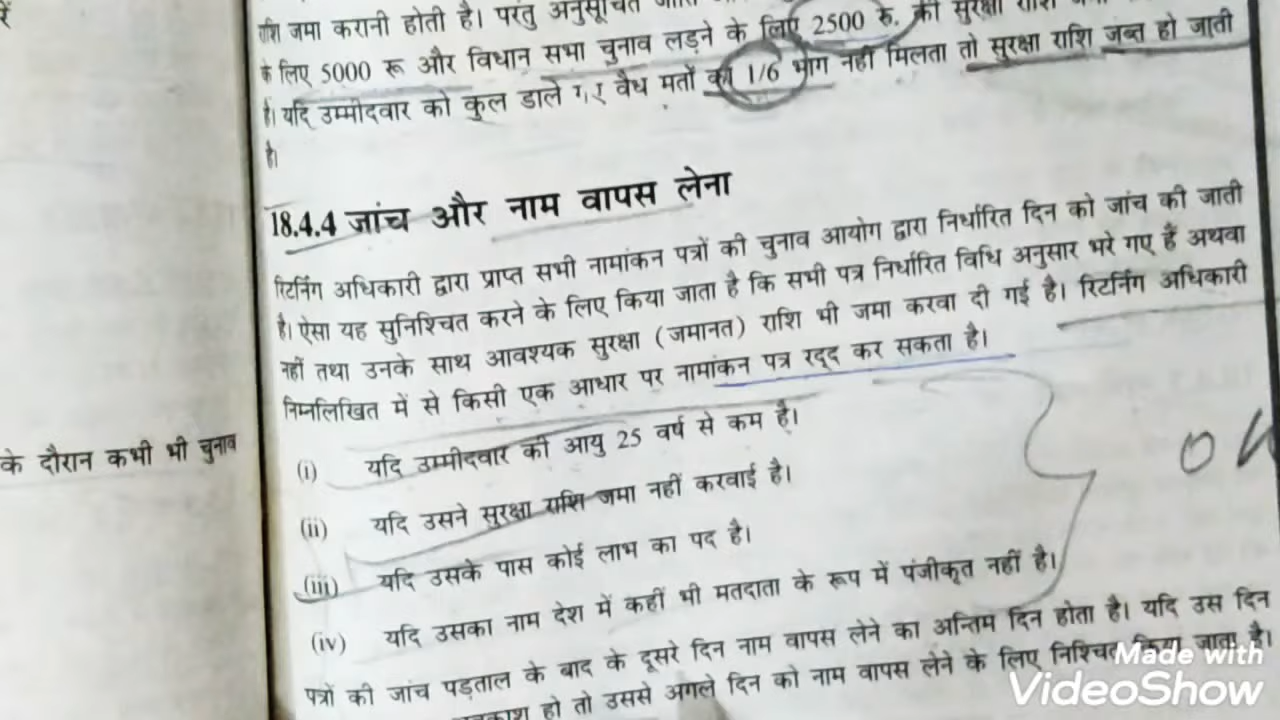 राशि जमा करानी होती है। परंतु अनुसूचित जाति
के लिए 5000 रू और विधान सभा चुनाव लड़ने के लिए 2500 रु. की सुरक्षा राशि
है। यदि उम्मीदवार को कुल डाले गए वैध मतों का 1/6 भाग नहीं मिलता तो सुरक्षा राशि जब्त हो जाती
है।
18.4.4 जांच और नाम वापस लेना
रिटर्निंग अधिकारी द्वारा प्राप्त सभी नामांकन पत्रों की चुनाव आयोग द्वारा निर्धारित दिन को जांच की जाती
है। ऐसा यह सुनिश्चित करने के लिए किया जाता है कि सभी पत्र निर्धारित विधि अनुसार भरे गए हैं अथवा
नहीं तथा उनके साथ आवश्यक सुरक्षा (जमानत) राशि भी जमा करवा दी गई है। रिटर्निंग अधिकारी
निम्नलिखित में से किसी एक आधार पर नामांकन पत्र रद्द कर सकता है।
(i) यदि उम्मीदवार की आयु 25 वर्ष से कम है।
के दौरान कभी भी चुनाव
(ii) यदि उसने सुरक्षा राशि जमा नहीं करवाई है।
(iii) यदि उसके पास कोई लाभ का पद है।
(iv) यदि उसका नाम देश में कहीं भी मतदाता के रूप में पंजीकृत नहीं है।
पत्रों की जांच पड़ताल के बाद के दूसरे दिन नाम वापस लेने का अन्तिम दिन होता है। यदि उस दिन
हो तो उससे अगले दिन को नाम वापस लेने के लिए निश्चित किया जाता है।
Made with
VideoShow